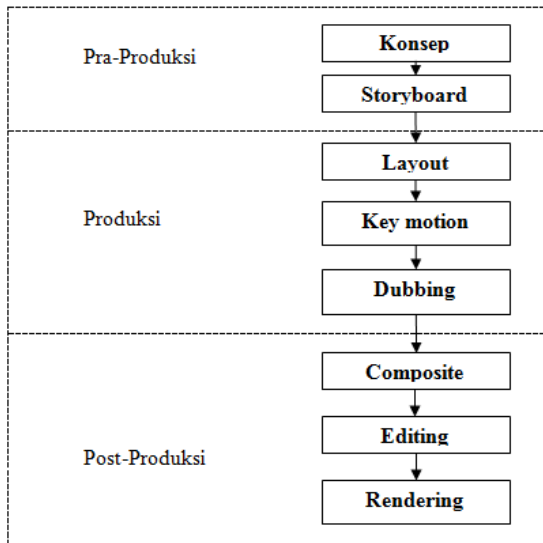 Pra-Produksi
Konsep
Storyboard
Produksi
Layout
Key motion
Dubbing
Post-Produksi
Composite
Editing
Rendering